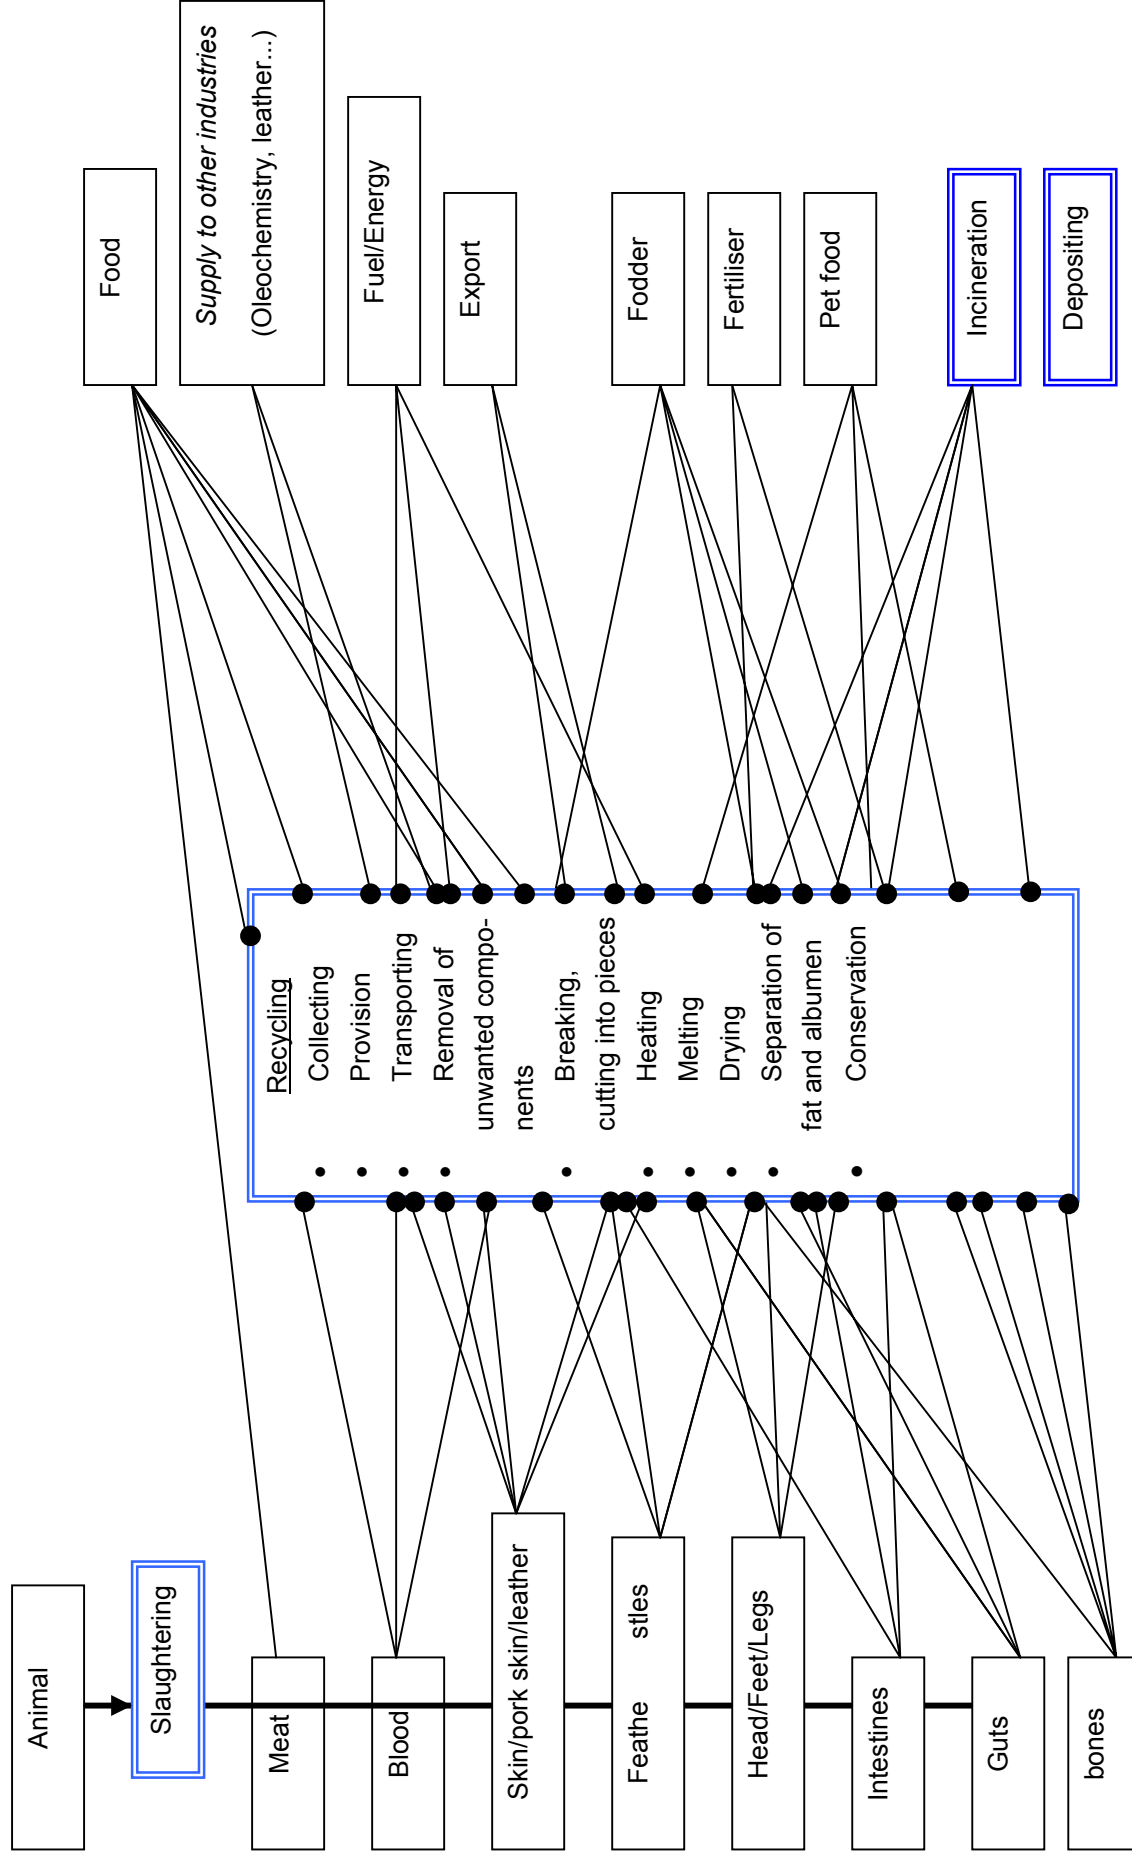 Animal
Slaughtering
Meat
Blood
Skin/pork skin/leather
Feathe stles
Head/Feet/Legs
Intestines
Guts
bones
Recycling
• Collecting
• Provision
• Transporting
• Removal of
unwanted compo-
nents
• Breaking,
cutting into pieces
• Heating
• Melting
• Drying
• Separation of
fat and albumen
• Conservation
Food
Supply to other industries
(Oleochemistry, leather...)
Fuel/Energy
Export
Fodder
Fertiliser
Pet food
Incineration
Depositing